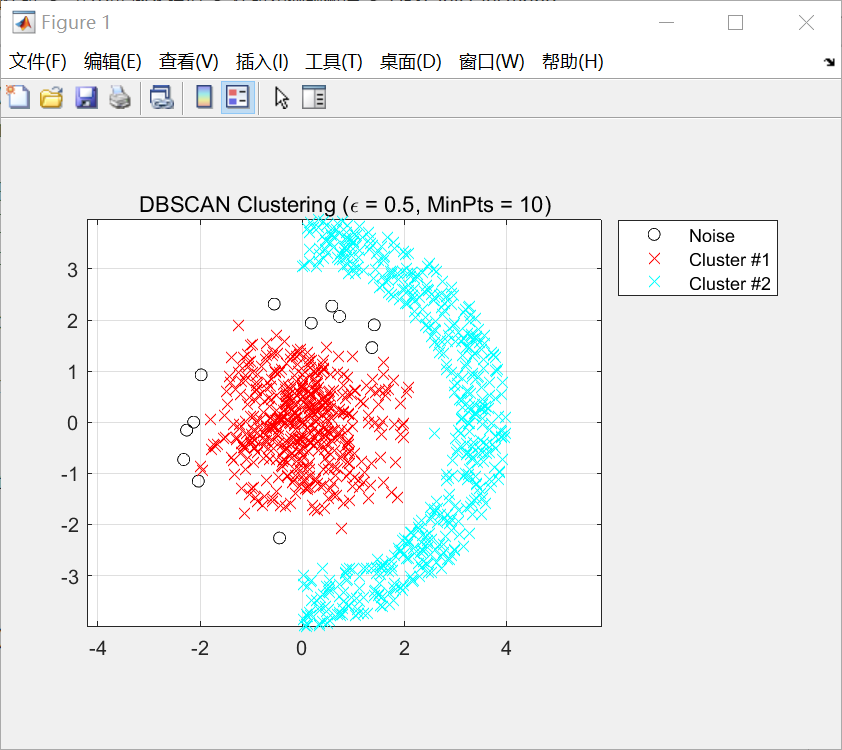 Figure 1
文件(F) 编辑(E) 查看(V) 插入(I) 工具(T) 桌面(D) 窗口(W) 帮助(H)
DBSCAN Clustering (ϵ = 0.5, MinPts = 10)
Noise
Cluster #1
Cluster #2
3
2
1
0
-1
-2
-3
-4 -2 0 2 4